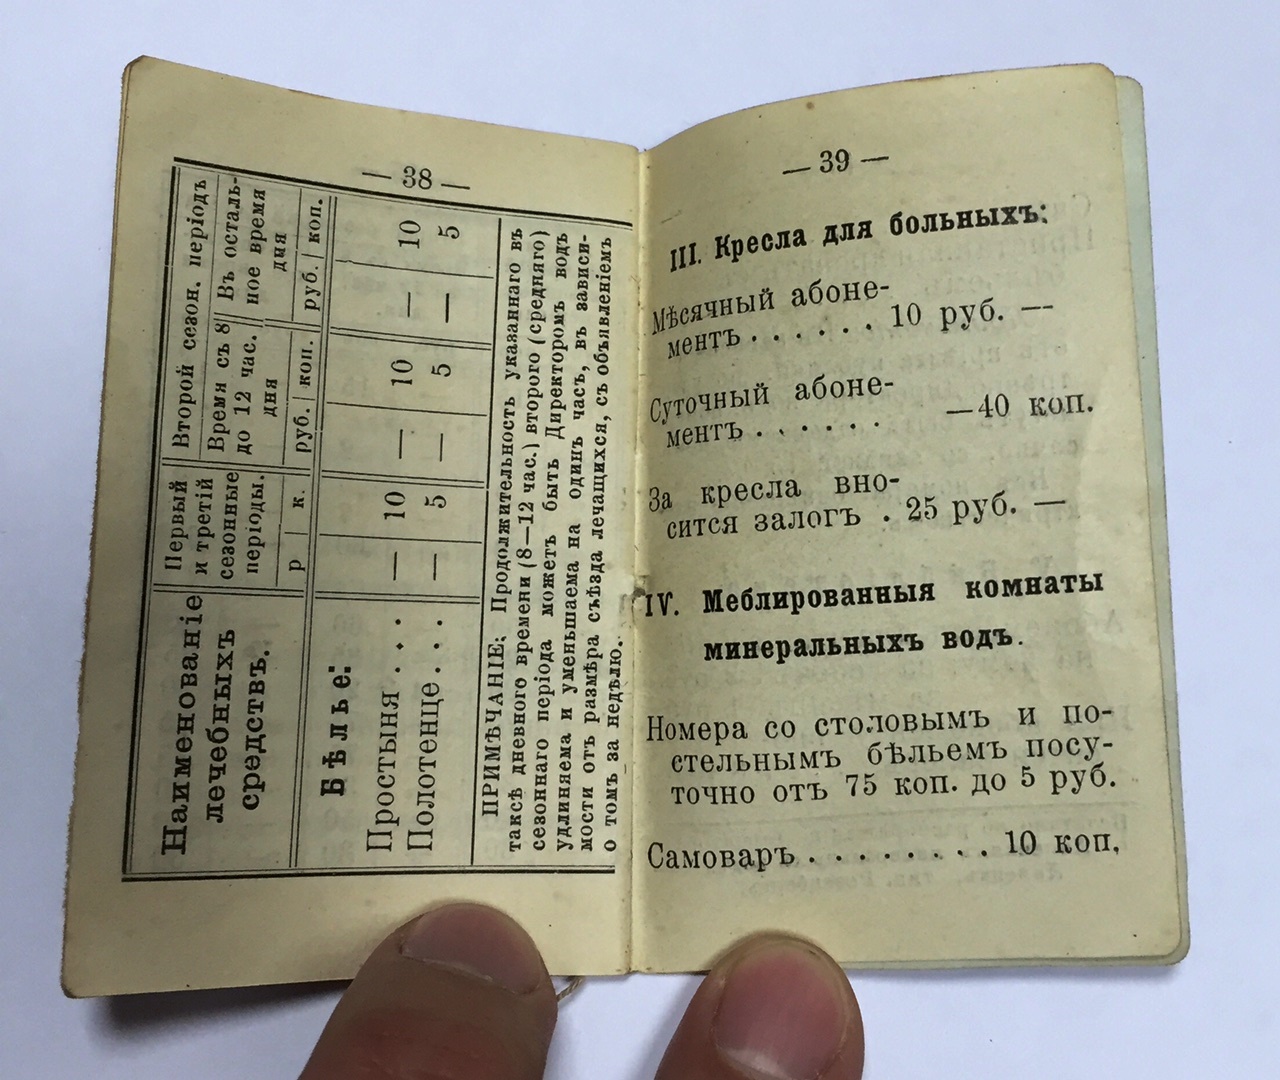 — 38 —
Наименованіе
лечебныхъ
средствъ.
Первый
и третій
сезонные
періоды.
р к.
Второй сезон. періодъ
Время съ 8
до 12 час.
дня
руб. коп.
Въ осталь-
ное время
дня
руб. коп.
Бѣлье:
Простыня . . . — 10 — 10 — 10
Полотенце . . . — 5 — 5 — 5
ПРИМѢЧАНІЕ: Продолжительность указаннаго въ
таксѣ дневного времени (8—12 час.) второго (средняго)
сезоннаго періода можетъ быть Директоромъ водъ
удлиняема и уменьшаема на одинъ часъ, въ зависи-
мости отъ размѣра съѣзда лечащихся, съ объявленіемъ
о томъ за недѣлю.
— 39 —
III. Кресла для больныхъ:
Мѣсячный абоне-
ментъ . . . . . . 10 руб. —
Суточный абоне-
ментъ . . . . . . —40 коп.
За кресла вно-
сится залогъ . 25 руб. —
IV. Меблированныя комнаты
минеральныхъ водъ.
Номера со столовымъ и по-
стельнымъ бѣльемъ посу-
точно отъ 75 коп. до 5 руб.
Самоваръ . . . . . . . . . 10 коп.